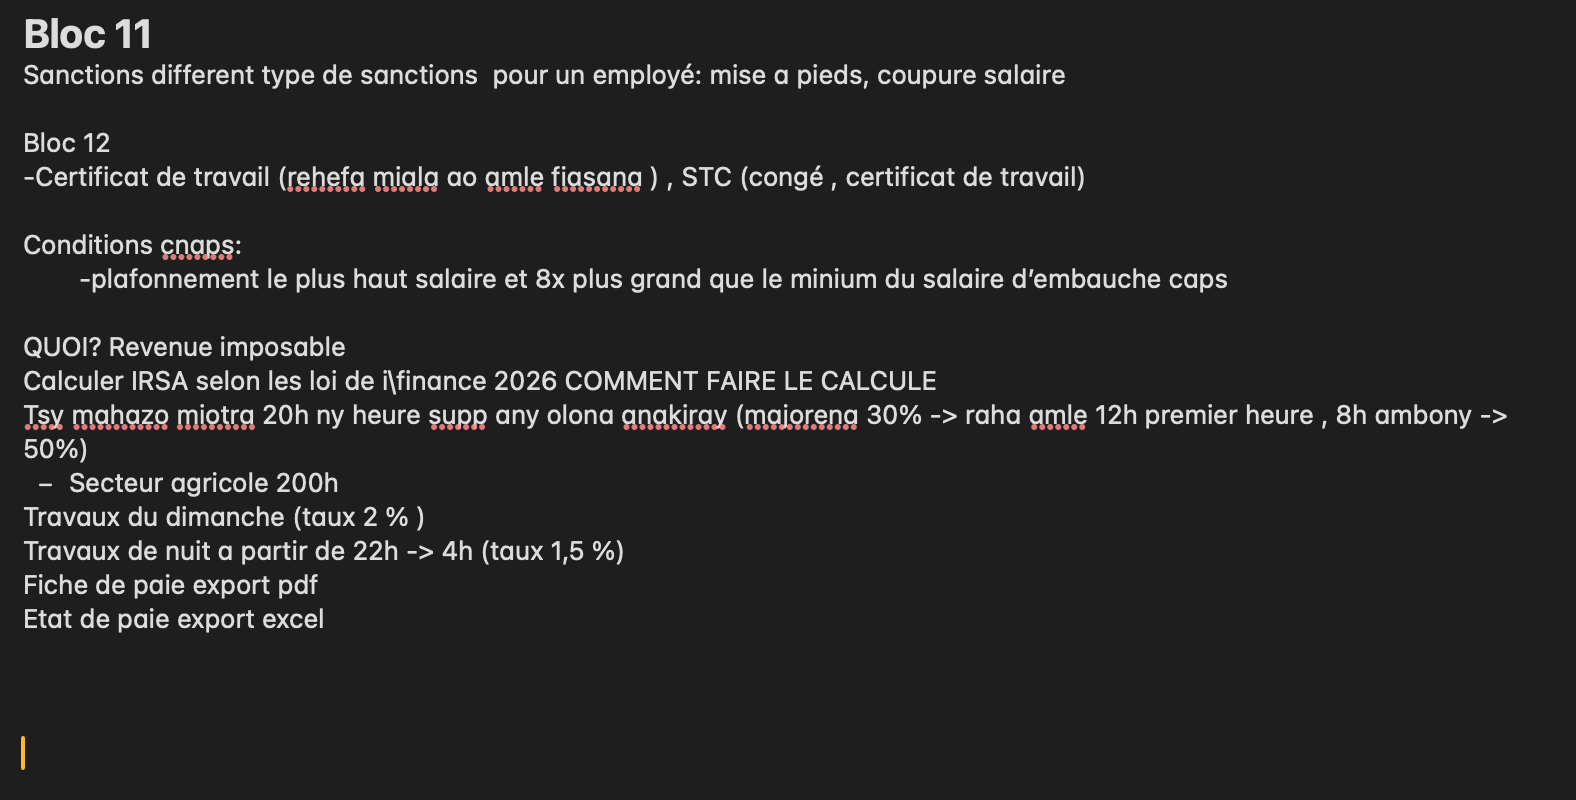 Bloc 11
Sanctions different type de sanctions  pour un employé: mise a pieds, coupure salaire
Bloc 12
-Certificat de travail (rehefa miala ao amle fiasana ) , STC (congé , certificat de travail)
Conditions cnaps:
-plafonnement le plus haut salaire et 8x plus grand que le minium du salaire d’embauche caps
QUOI? Revenue imposable
Calculer IRSA selon les loi de i\finance 2026 COMMENT FAIRE LE CALCULE
Tsy mahazo miotra 20h ny heure supp any olona anakiray (majorena 30% -> raha amle 12h premier heure , 8h ambony ->
50%)
– Secteur agricole 200h
Travaux du dimanche (taux 2 % )
Travaux de nuit a partir de 22h -> 4h (taux 1,5 %)
Fiche de paie export pdf
Etat de paie export excel